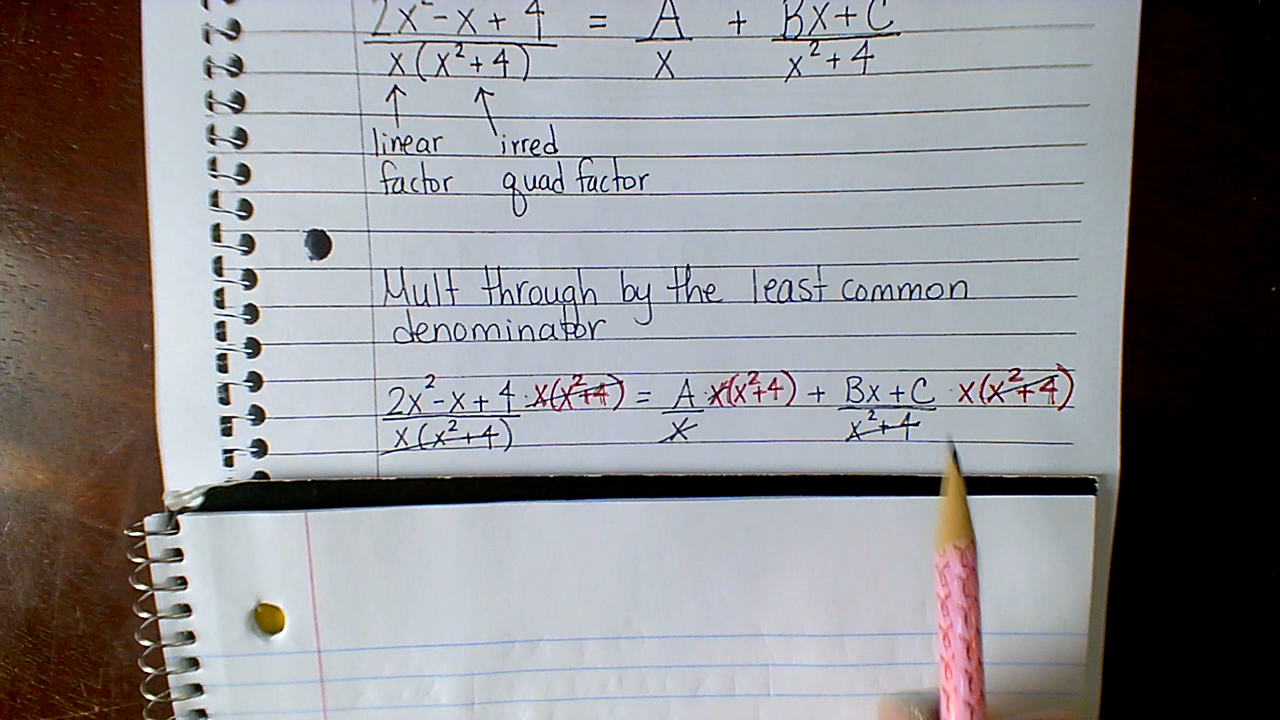 2x²-x+4 = A + Bx+C
x(x²+4) x x²+4
linear irred
factor quad factor
Mult through by the least common
denominator
2x²-x+4 · x(x²+4) = A · x(x²+4) + Bx+C · x(x²+4)
x(x²+4) x x²+4